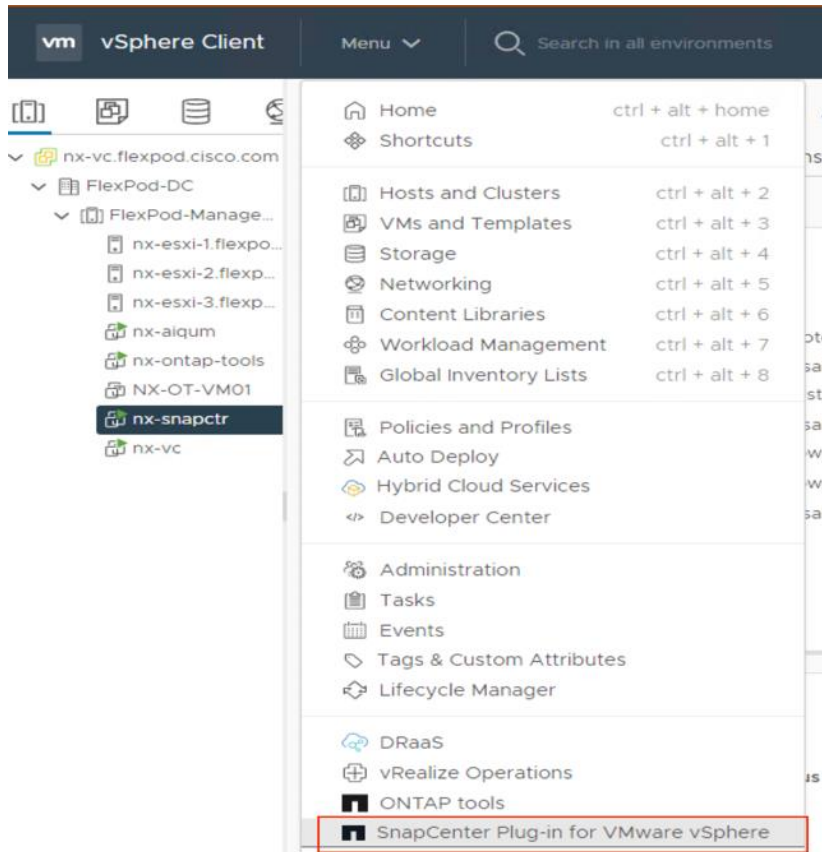 vm vSphere Client Menu Search in all environments
nx-vc.flexpod.cisco.com
FlexPod-DC
FlexPod-Manage...
nx-esxi-1.flexpo...
nx-esxi-2.flexp...
nx-esxi-3.flexp...
nx-aiqum
nx-ontap-tools
NX-OT-VM01
nx-snapctr
nx-vc
Home ctrl + alt + home
Shortcuts ctrl + alt + 1
Hosts and Clusters ctrl + alt + 2
VMs and Templates ctrl + alt + 3
Storage ctrl + alt + 4
Networking ctrl + alt + 5
Content Libraries ctrl + alt + 6
Workload Management ctrl + alt + 7
Global Inventory Lists ctrl + alt + 8
Policies and Profiles
Auto Deploy
Hybrid Cloud Services
Developer Center
Administration
Tasks
Events
Tags & Custom Attributes
Lifecycle Manager
DRaaS
vRealize Operations
ONTAP tools
SnapCenter Plug-in for VMware vSphere